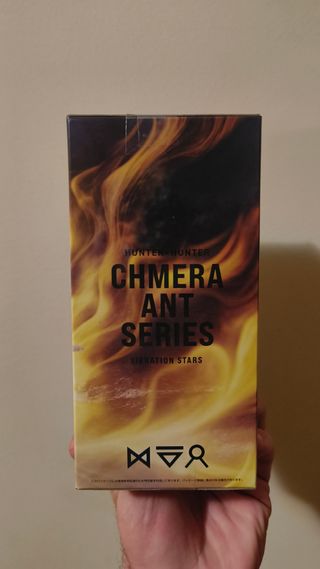 HUNTER×HUNTER
CHMERA
ANT
SERIES
VIBRATION STARS